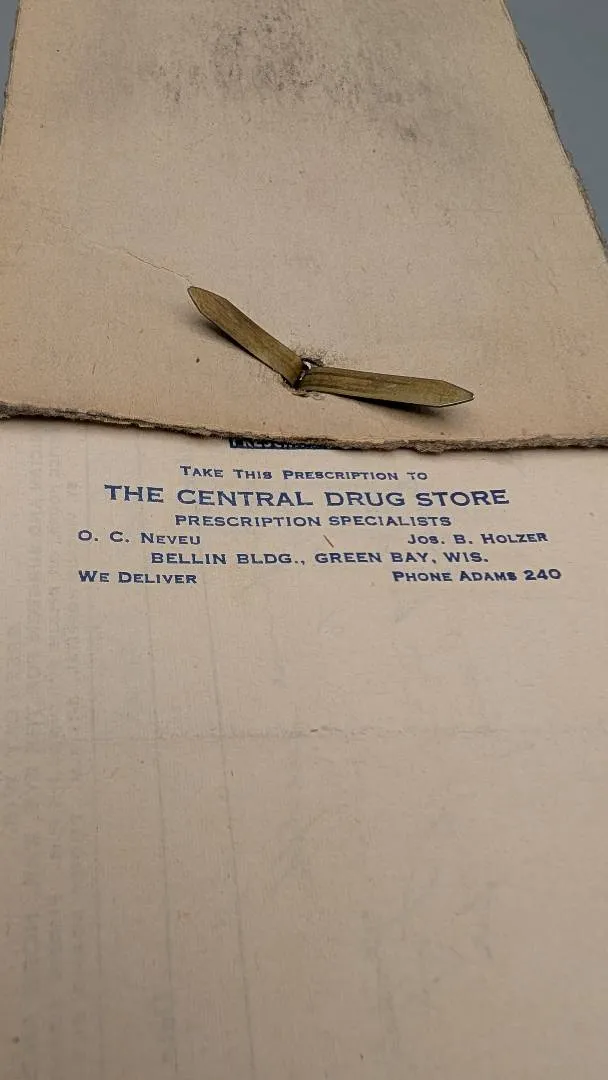 TAKE THIS PRESCRIPTION TO
THE CENTRAL DRUG STORE
PRESCRIPTION SPECIALISTS
O. C. NEVEU JOS. B. HOLZER
BELLIN BLDG., GREEN BAY, WIS.
WE DELIVER PHONE ADAMS 240